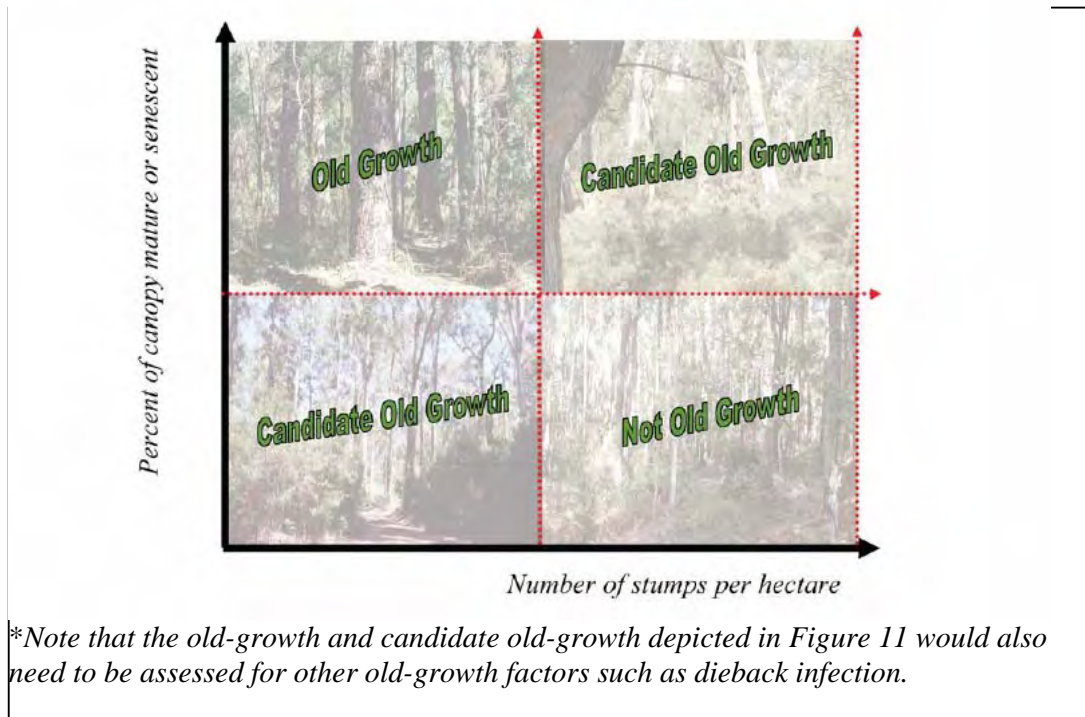 Percent of canopy mature or senescent
Old Growth
Candidate Old Growth
Candidate Old Growth
Not Old Growth
Number of stumps per hectare
*Note that the old-growth and candidate old-growth depicted in Figure 11 would also
need to be assessed for other old-growth factors such as dieback infection.